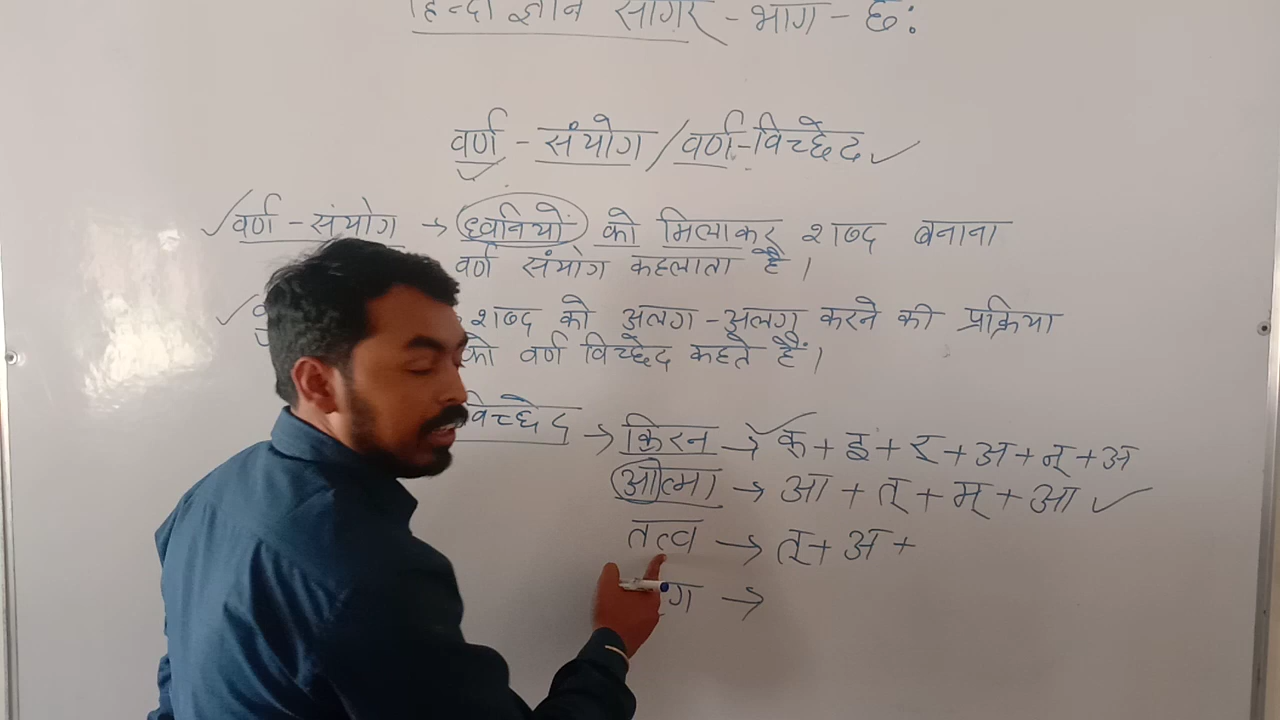 हिन्दी ज्ञान सागर - भाग - छ:
वर्ण - संयोग / वर्ण-विच्छेद
वर्ण - संयोग → ध्वनियों को मिलाकर शब्द बनाना
वर्ण संयोग कहलाता है।
शब्द को अलग - अलग करने की प्रक्रिया
को वर्ण विच्छेद कहते हैं।
विच्छेद → किरन → क् + इ + र् + अ + न् + अ
आत्मा → आ + त् + म् + आ
तत्व → त् + अ +